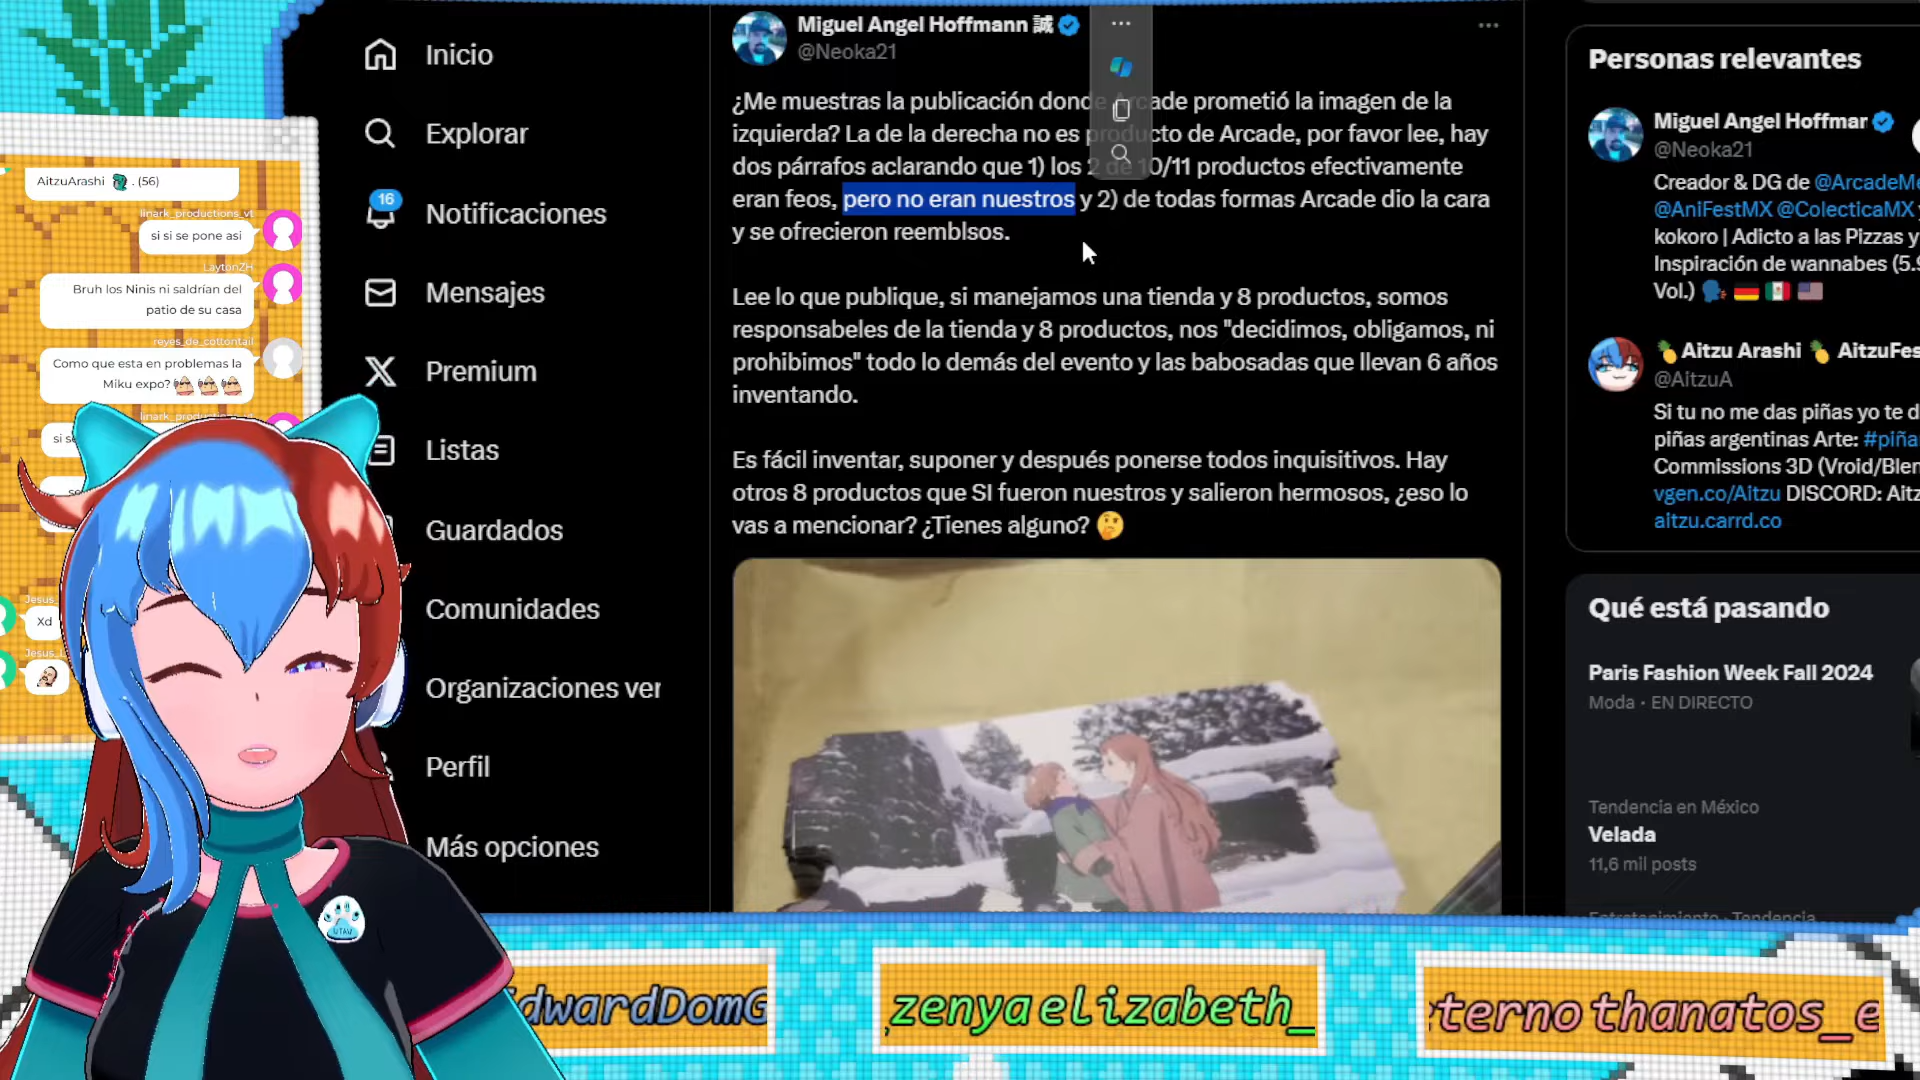 AitzuArashi . (56)
linark_productions_vt
si si se pone asi
LaytonZH
Bruh los Ninis ni saldrían del
patio de su casa
reyes_de_cottontail
Como que esta en problemas la
Miku expo?
linark_productions_vt
Jesus
Xd
Inicio
Explorar
16
Notificaciones
Mensajes
Premium
Listas
Guardados
Comunidades
Organizaciones ver
Perfil
Más opciones
Miguel Angel Hoffmann 誠
@Neoka21
¿Me muestras la publicación donde Arcade prometió la imagen de la
izquierda? La de la derecha no es producto de Arcade, por favor lee, hay
dos párrafos aclarando que 1) los 2 de 10/11 productos efectivamente
eran feos, pero no eran nuestros y 2) de todas formas Arcade dio la cara
y se ofrecieron reemblsos.
Lee lo que publique, si manejamos una tienda y 8 productos, somos
responsabeles de la tienda y 8 productos, nos "decidimos, obligamos, ni
prohibimos" todo lo demás del evento y las babosadas que llevan 6 años
inventando.
Es fácil inventar, suponer y después ponerse todos inquisitivos. Hay
otros 8 productos que SI fueron nuestros y salieron hermosos, ¿eso lo
vas a mencionar? ¿Tienes alguno? 🤔
Personas relevantes
Miguel Angel Hoffmar
@Neoka21
Creador & DG de @ArcadeMe
@AniFestMX @ColecticaMX y
kokoro | Adicto a las Pizzas y
Inspiración de wannabes (5.9
Vol.) 🗣️ 🇩🇪 🇲🇽 🇺🇸
🍍 Aitzu Arashi 🍍 AitzuFes
@AitzuA
Si tu no me das piñas yo te d
piñas argentinas Arte: #piñar
Commissions 3D (Vroid/Blen
vgen.co/Aitzu DISCORD: Aitz
aitzu.carrd.co
Qué está pasando
Paris Fashion Week Fall 2024
Moda · EN DIRECTO
Tendencia en México
Velada
11,6 mil posts
Entretenimiento · Tendencia
UTAU
EdwardDomG
zenyaelizabeth_
terno thanatos_e